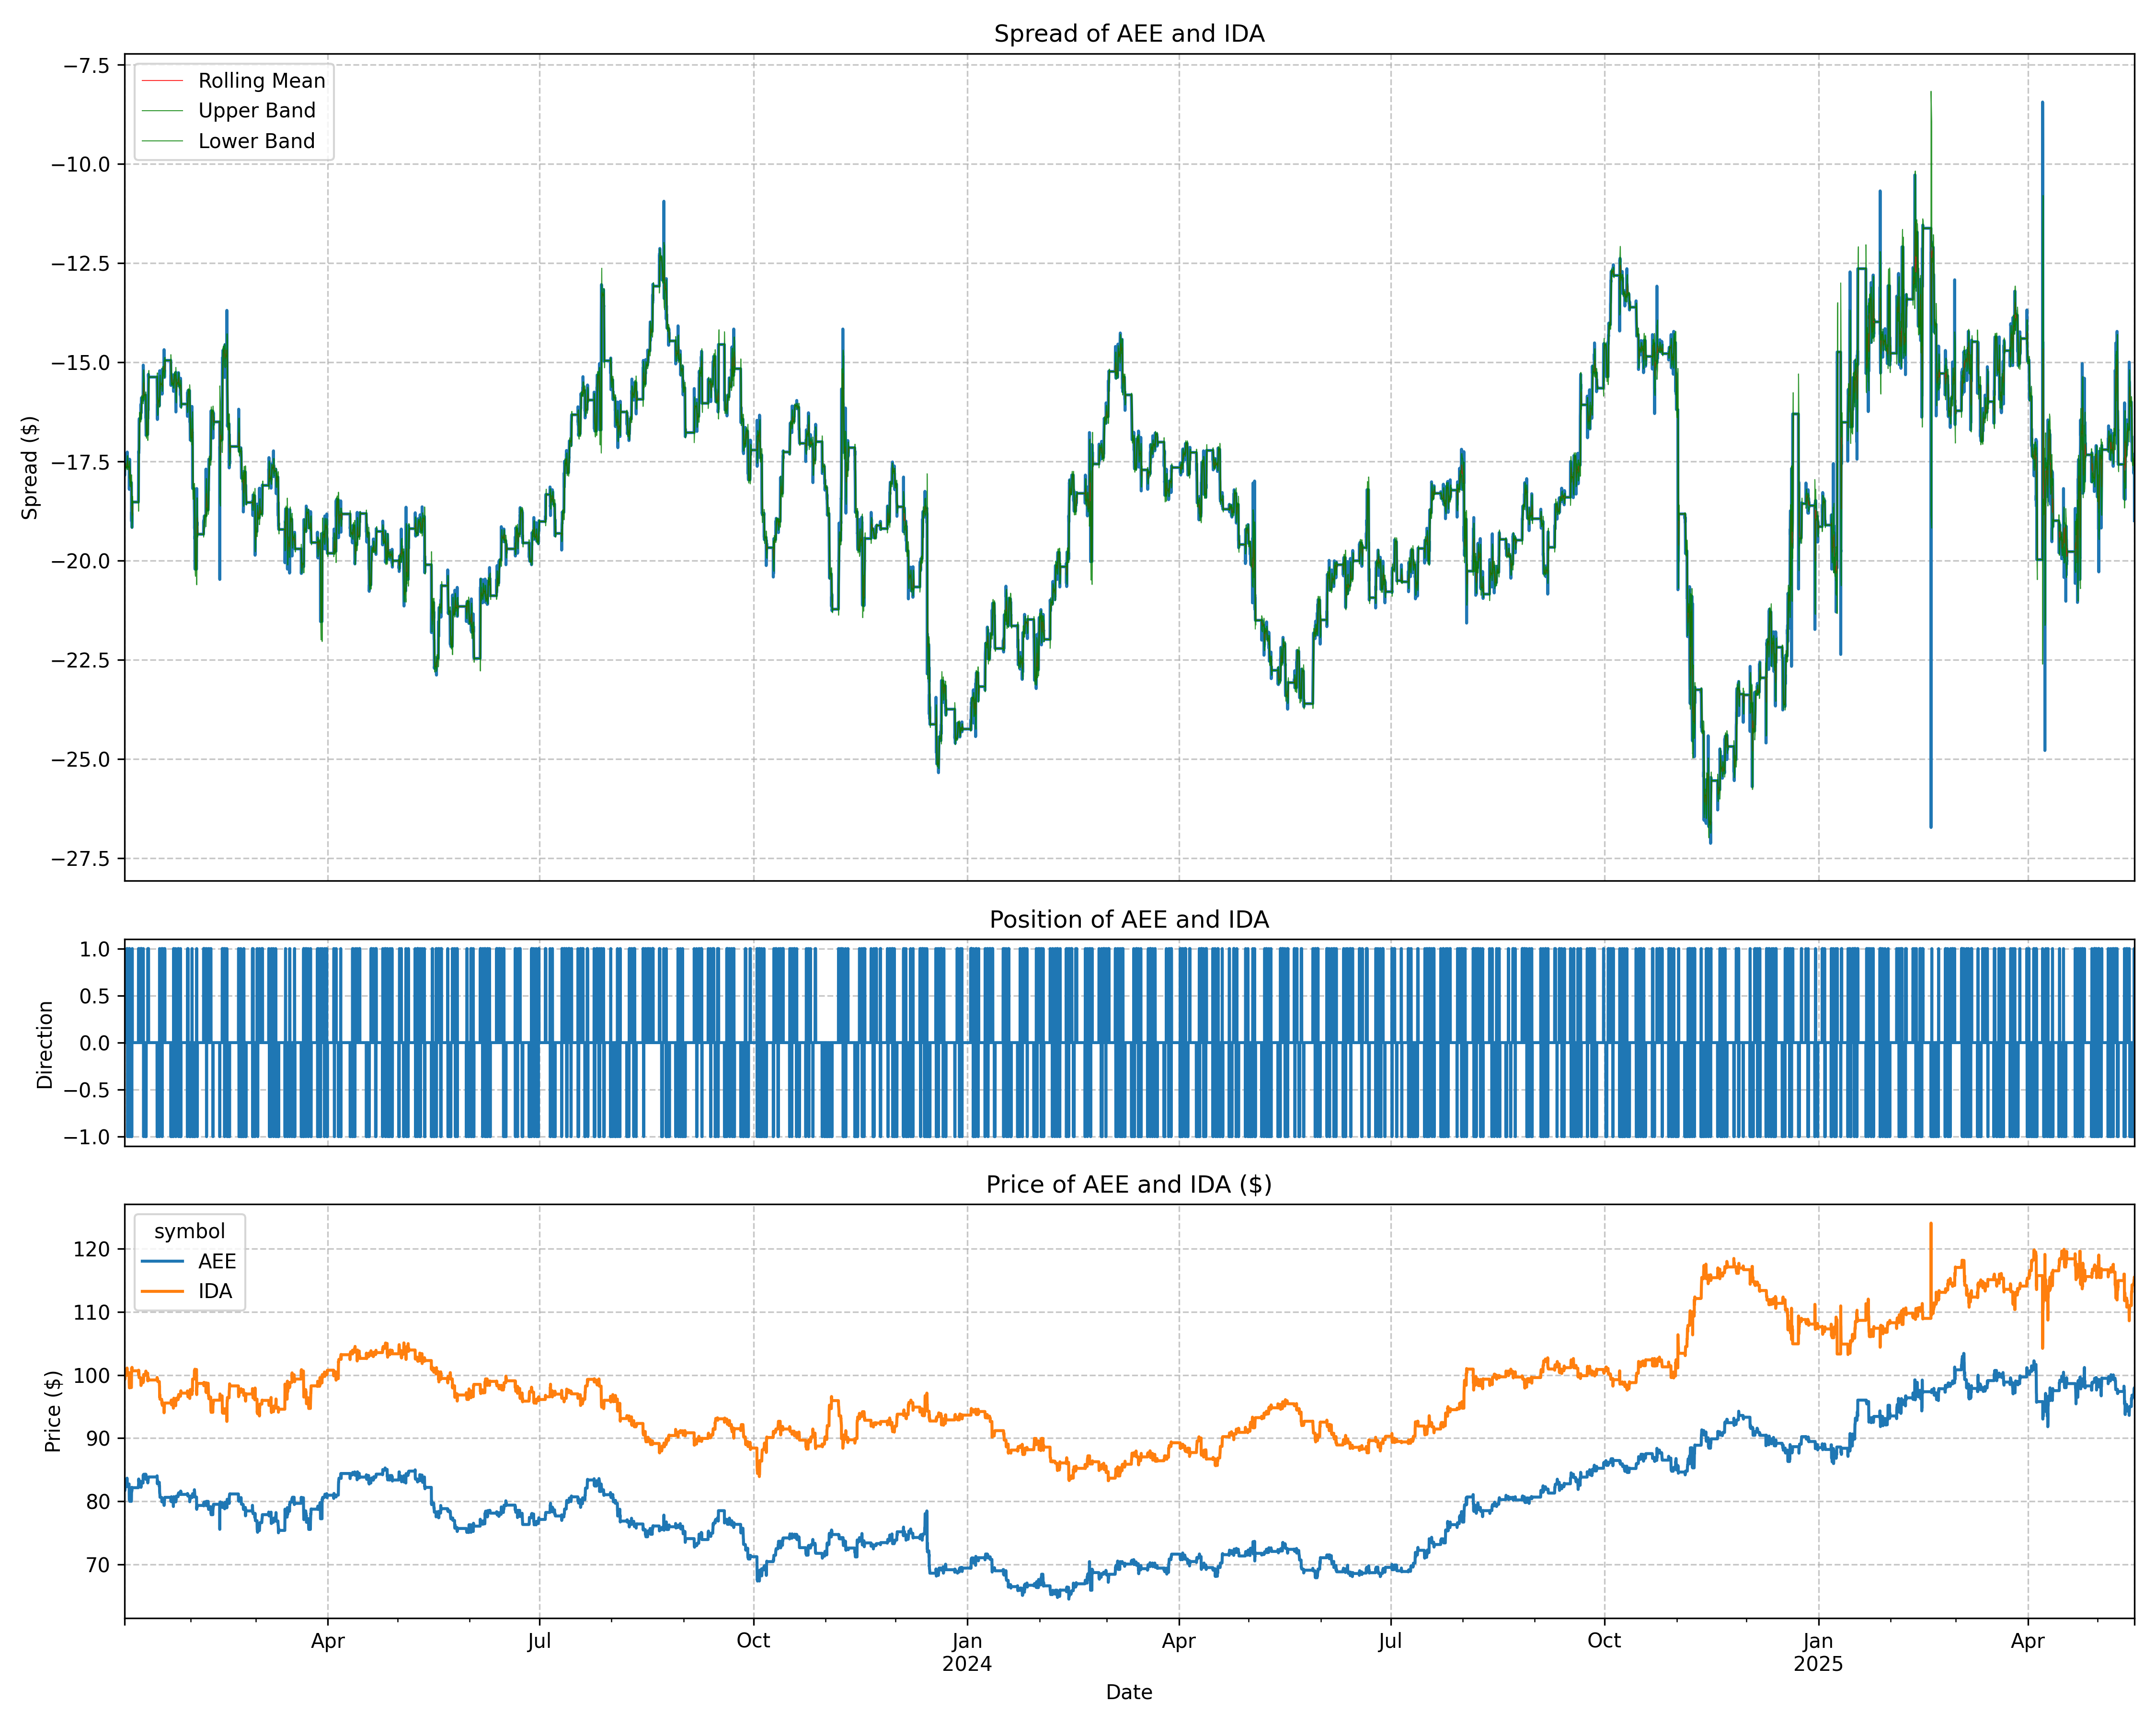 Spread of AEE and IDA
Spread ($)
−7.5
−10.0
−12.5
−15.0
−17.5
−20.0
−22.5
−25.0
−27.5
Rolling Mean
Upper Band
Lower Band
Position of AEE and IDA
Direction
1.0
0.5
0.0
−0.5
−1.0
Price of AEE and IDA ($)
Price ($)
120
110
100
90
80
70
symbol
AEE
IDA
Apr
Jul
Oct
Jan
2024
Apr
Jul
Oct
Jan
2025
Apr
Date